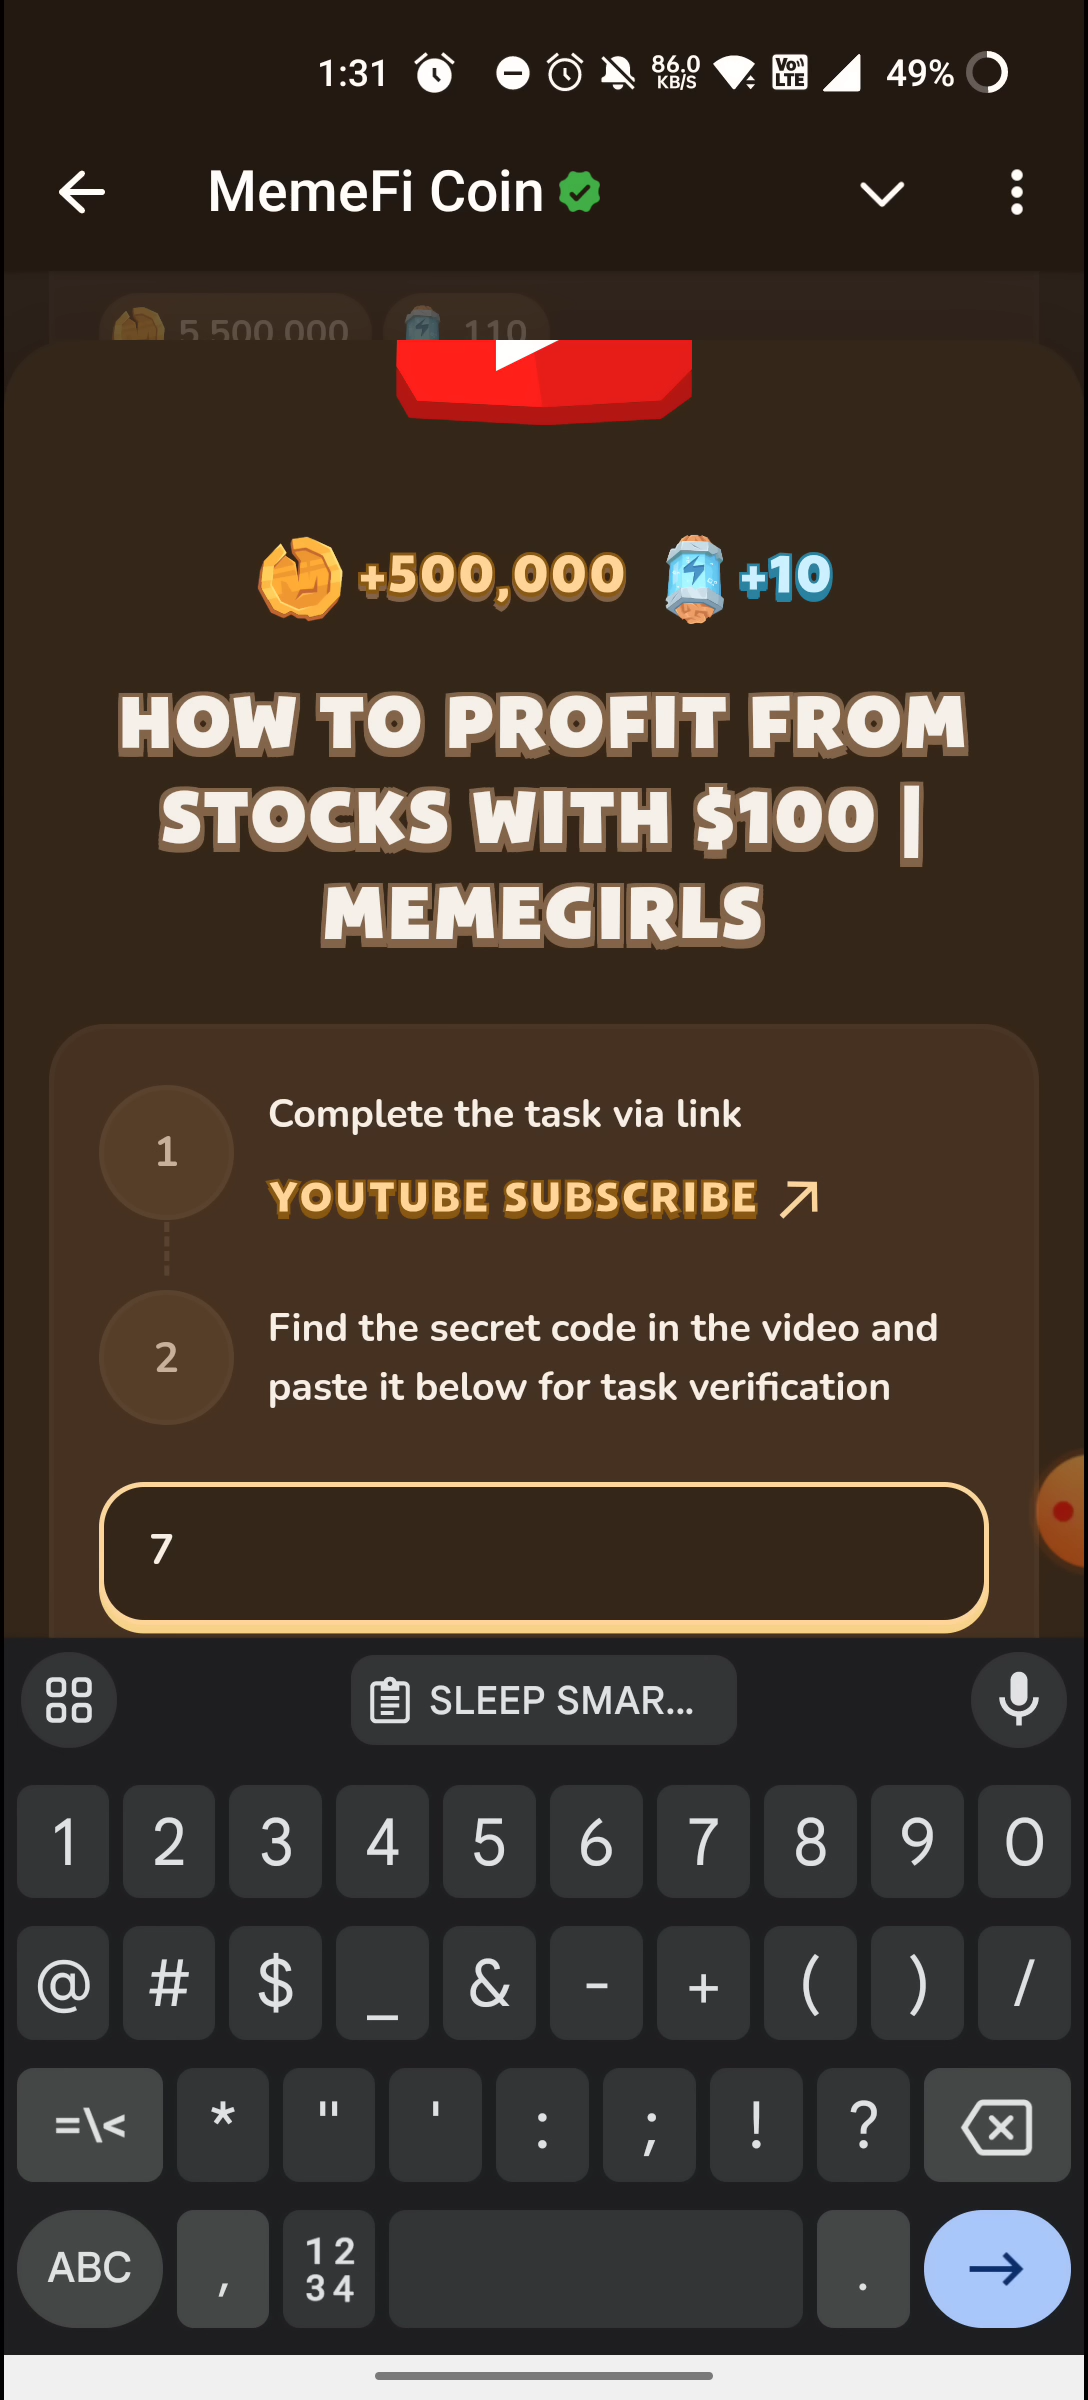 1:31 86.0 KB/S Vo)) LTE 49%
MemeFi Coin
5 500 000 110
+500,000 +10
HOW TO PROFIT FROM
STOCKS WITH $100 |
MEMEGIRLS
1
Complete the task via link
YOUTUBE SUBSCRIBE
2
Find the secret code in the video and
paste it below for task verification
7
SLEEP SMAR...
1 2 3 4 5 6 7 8 9 0
@ # $ _ & - + ( ) /
=\< * " ' : ; ! ?
ABC , 12 34 .